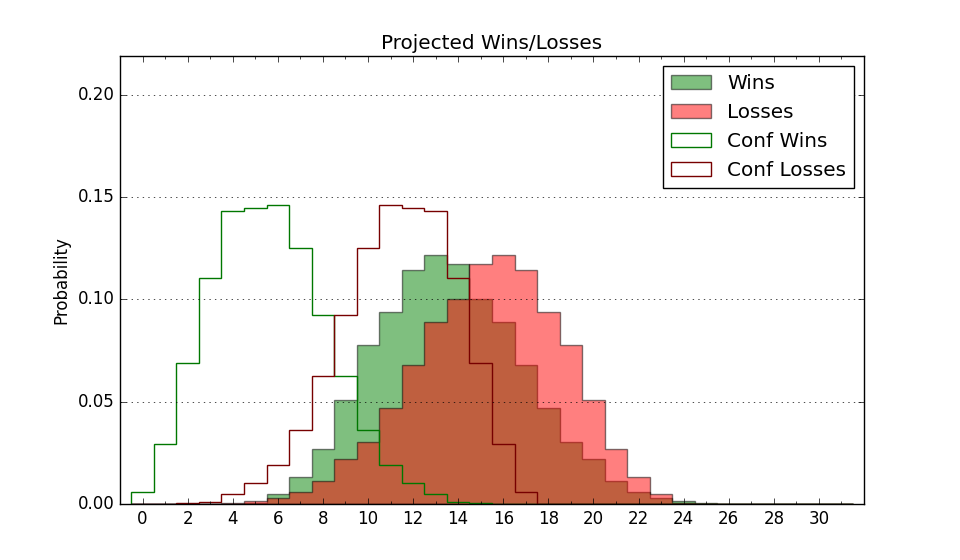 Projected Wins/Losses
Wins
Losses
Conf Wins
Conf Losses
Probability
0.20
0.15
0.10
0.05
0.00
0 2 4 6 8 10 12 14 16 18 20 22 24 26 28 30